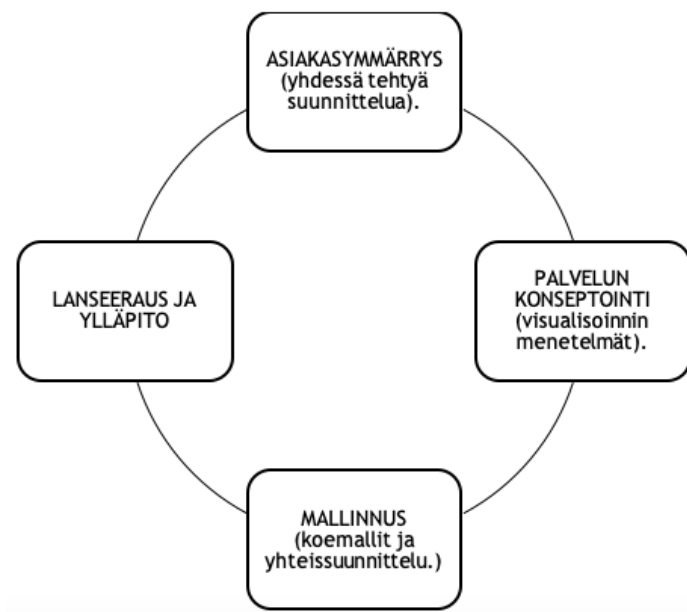 ASIAKASYMMÄRRYS
(yhdessä tehtyä
suunnittelua).
PALVELUN
KONSEPTOINTI
(visualisoinnin
menetelmät).
MALLINNUS
(koemallit ja
yhteissuunnittelu.)
LANSEERAUS JA
YLLÄPITO